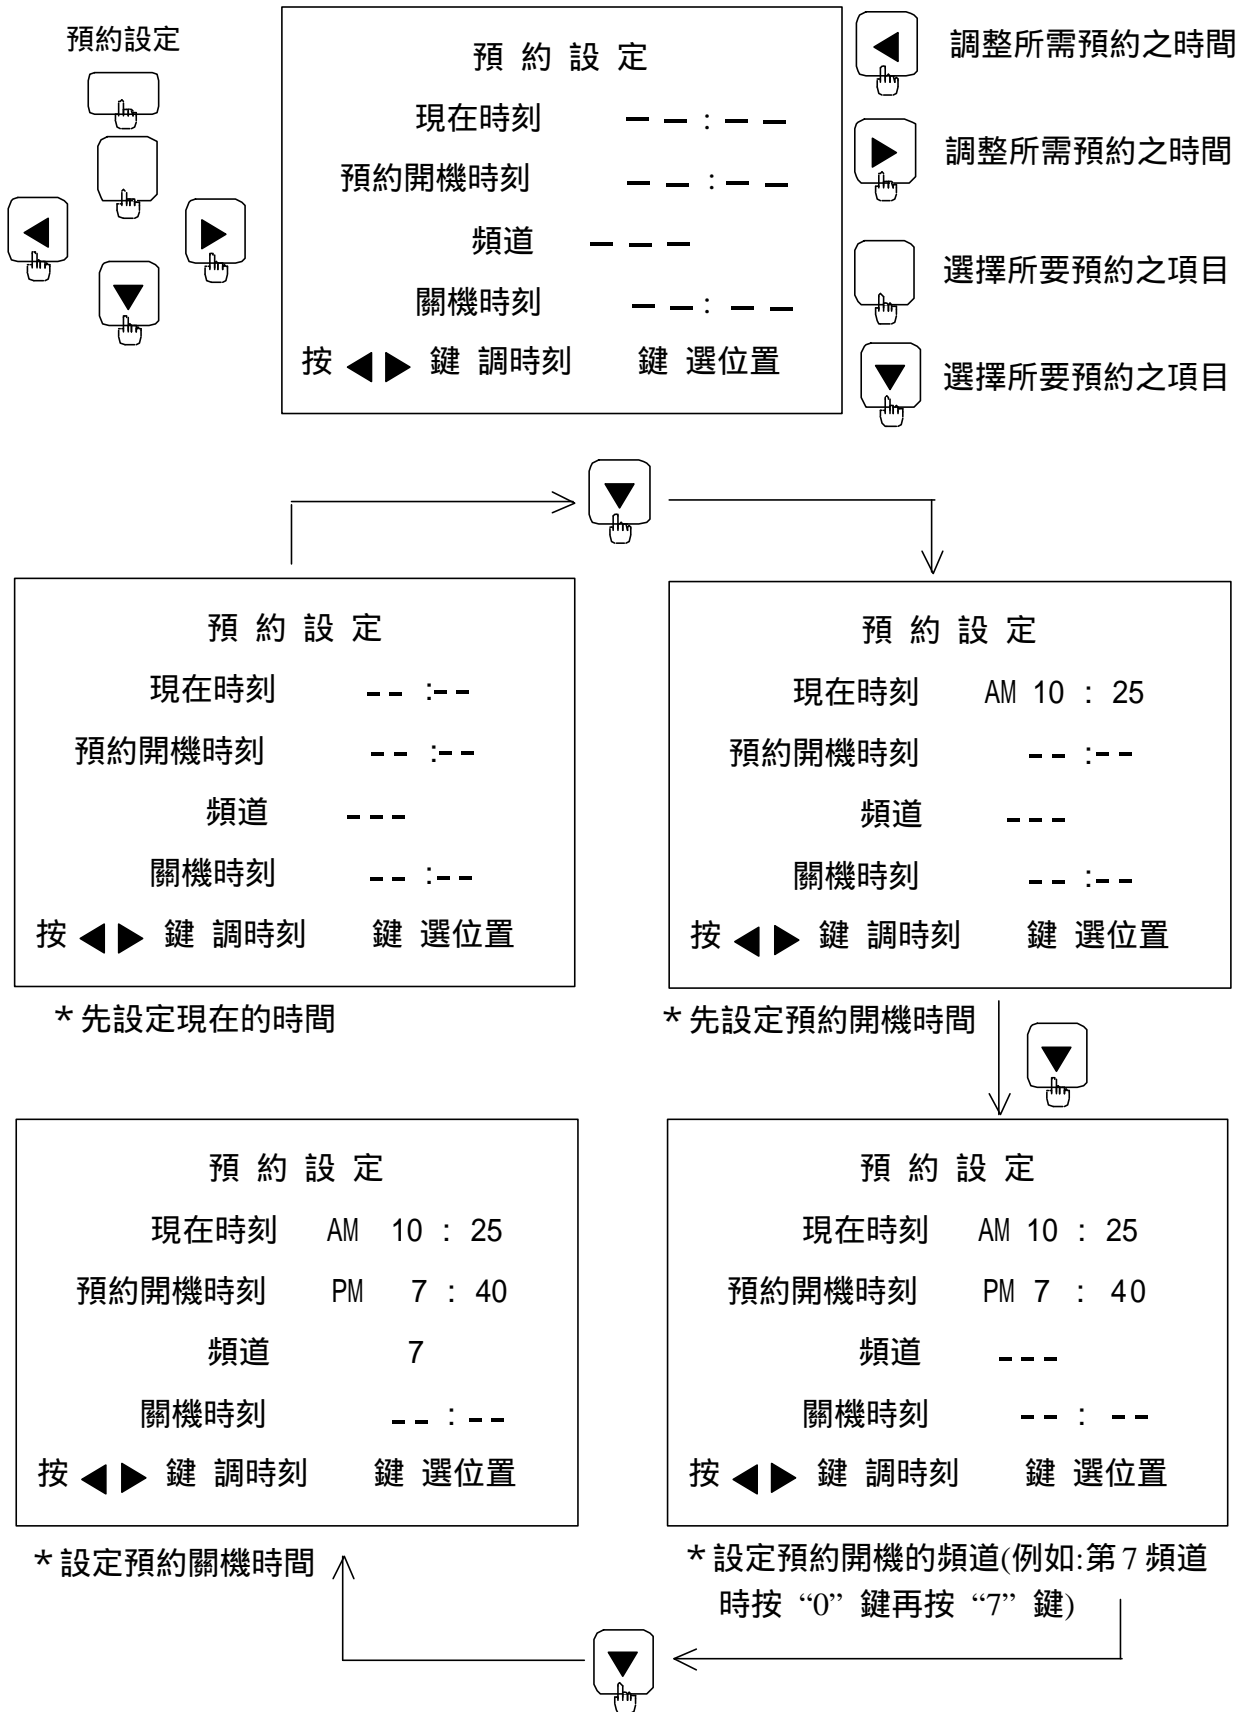 預約設定
預 約 設 定
現在時刻 – – : – –
預約開機時刻 – – : – –
頻道 – – –
關機時刻 – – : – –
按 ◀ ▶ 鍵 調時刻 鍵 選位置
◀ 調整所需預約之時間
▶ 調整所需預約之時間
選擇所要預約之項目
▼ 選擇所要預約之項目
預 約 設 定
現在時刻 -- :--
預約開機時刻 -- :--
頻道 ---
關機時刻 -- :--
按 ◀ ▶ 鍵 調時刻 鍵 選位置
*先設定現在的時間
預 約 設 定
現在時刻 AM 10 : 25
預約開機時刻 -- :--
頻道 ---
關機時刻 -- :--
按 ◀ ▶ 鍵 調時刻 鍵 選位置
*先設定預約開機時間
預 約 設 定
現在時刻 AM 10 : 25
預約開機時刻 PM 7 : 40
頻道 7
關機時刻 -- : --
按 ◀ ▶ 鍵 調時刻 鍵 選位置
*設定預約關機時間
預 約 設 定
現在時刻 AM 10 : 25
預約開機時刻 PM 7 : 40
頻道 ---
關機時刻 -- : --
按 ◀ ▶ 鍵 調時刻 鍵 選位置
*設定預約開機的頻道(例如:第7頻道
時按 “0” 鍵再按 “7” 鍵)